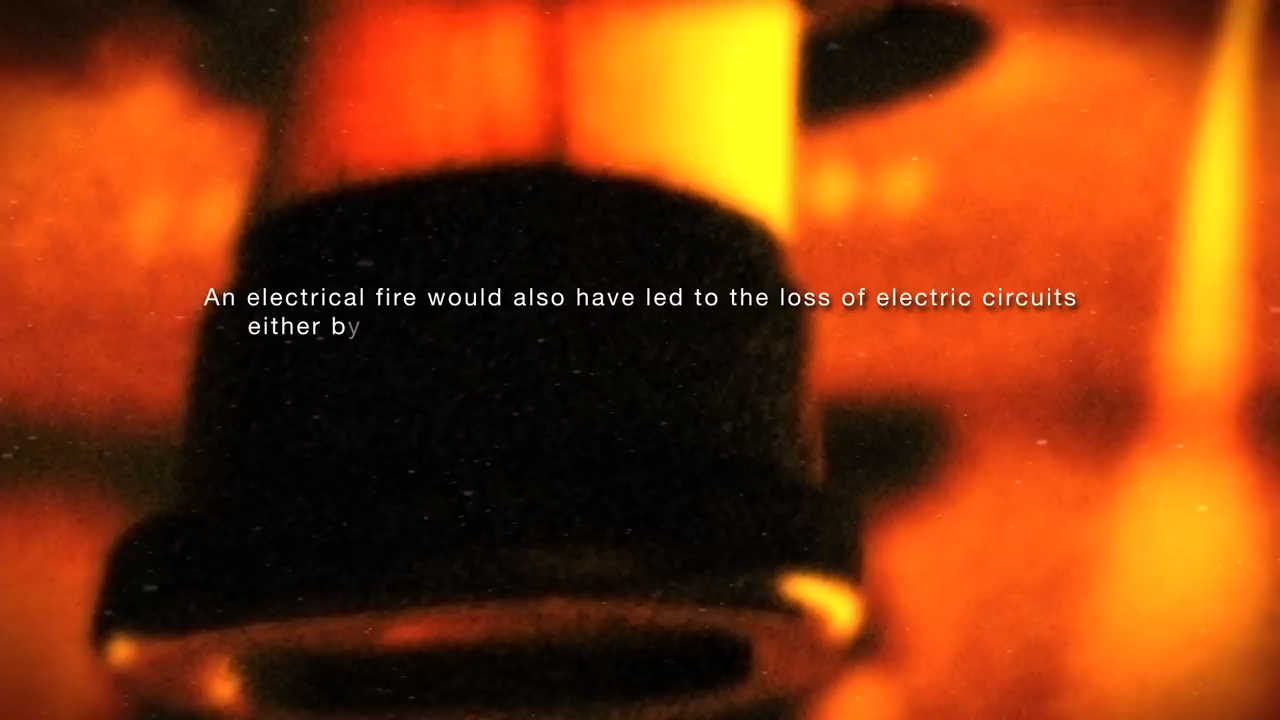 An electrical fire would also have led to the loss of electric circuits
either by